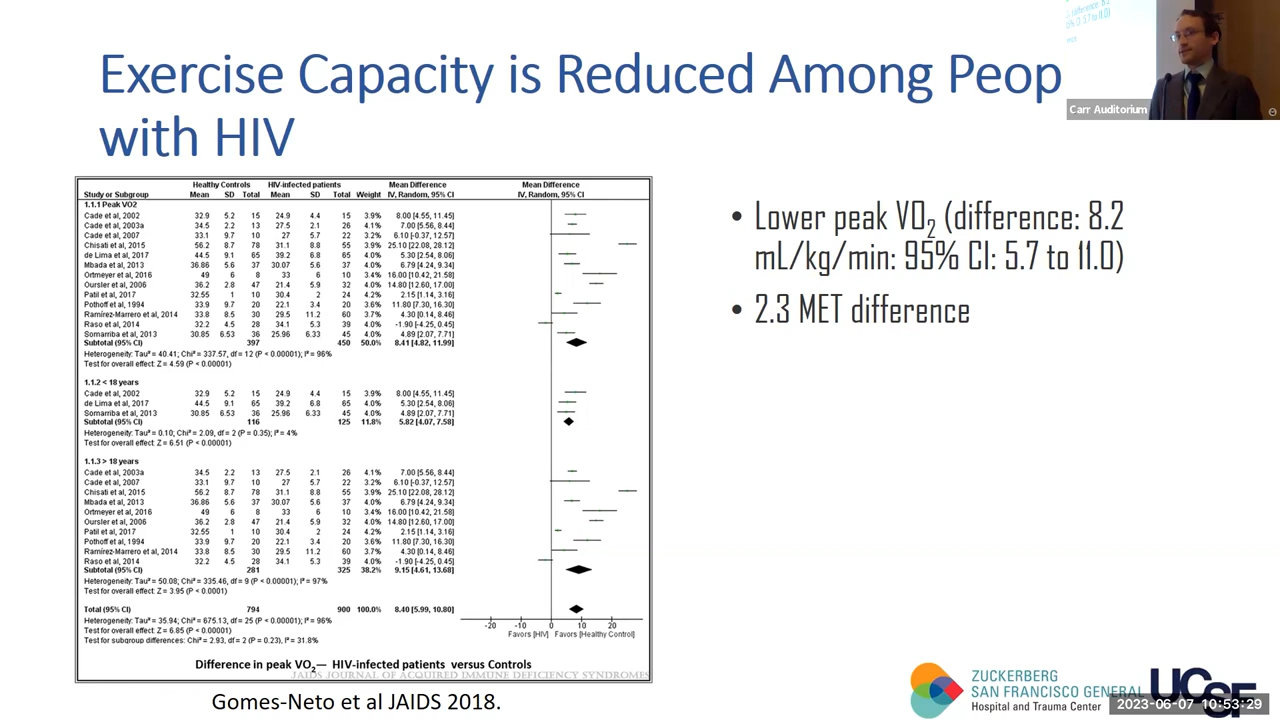 Exercise Capacity is Reduced Among Peop
with HIV
Carr Auditorium
Healthy Controls HIV-infected patients Mean Difference Mean Difference
Study or Subgroup Mean SD Total Mean SD Total Weight IV, Random, 95% CI IV, Random, 95% CI
1.1.1 Peak VO2
Cade et al, 2002 32.9 5.2 15 24.9 4.4 15 3.9% 8.00 [4.55, 11.45]
Cade et al, 2003a 34.5 2.2 13 27.5 2.1 26 4.1% 7.00 [5.56, 8.44]
Cade et al, 2007 33.1 9.7 10 27 5.7 22 3.6% 6.10 [-0.37, 12.57]
Chisati et al, 2015 56.2 8.7 78 31.1 8.8 55 3.9% 25.10 [22.08, 28.12]
de Lima et al, 2017 44.5 9.1 65 39.2 6.8 65 4.0% 5.30 [2.54, 8.06]
Mbada et al, 2013 36.86 5.6 37 30.07 5.6 37 4.0% 6.79 [4.24, 9.34]
Ortmeyer et al, 2016 49 6 8 33 6 10 3.7% 16.00 [10.42, 21.58]
Oursler et al, 2006 36.2 2.8 47 21.4 5.9 32 4.0% 14.80 [12.60, 17.00]
Patil et al, 2017 32.55 1 10 30.4 2 24 4.1% 2.15 [1.14, 3.16]
Pothoff et al, 1994 33.9 9.7 20 22.1 3.4 20 3.8% 11.80 [7.30, 16.30]
Ramírez-Marrero et al, 2014 33.8 8.5 30 29.5 11.2 60 3.8% 4.30 [0.14, 8.46]
Raso et al, 2014 32.2 4.5 28 34.1 5.3 39 4.0% -1.90 [-4.25, 0.45]
Somarriba et al, 2013 30.85 6.53 36 25.96 6.33 45 4.0% 4.89 [2.07, 7.71]
Subtotal (95% CI) 397 450 50.0% 8.41 [4.82, 11.99]
Heterogeneity: Tau² = 40.41; Chi² = 337.57, df = 12 (P < 0.00001); I² = 96%
Test for overall effect: Z = 4.59 (P < 0.00001)
1.1.2 < 18 years
Cade et al, 2002 32.9 5.2 15 24.9 4.4 15 3.9% 8.00 [4.55, 11.45]
de Lima et al, 2017 44.5 9.1 65 39.2 6.8 65 4.0% 5.30 [2.54, 8.06]
Somarriba et al, 2013 30.85 6.53 36 25.96 6.33 45 4.0% 4.89 [2.07, 7.71]
Subtotal (95% CI) 116 125 11.8% 5.82 [4.07, 7.58]
Heterogeneity: Tau² = 0.10; Chi² = 2.09, df = 2 (P = 0.35); I² = 4%
Test for overall effect: Z = 6.51 (P < 0.00001)
1.1.3 > 18 years
Cade et al, 2003a 34.5 2.2 13 27.5 2.1 26 4.1% 7.00 [5.56, 8.44]
Cade et al, 2007 33.1 9.7 10 27 5.7 22 3.6% 6.10 [-0.37, 12.57]
Chisati et al, 2015 56.2 8.7 78 31.1 8.8 55 3.9% 25.10 [22.08, 28.12]
Mbada et al, 2013 36.86 5.6 37 30.07 5.6 37 4.0% 6.79 [4.24, 9.34]
Ortmeyer et al, 2016 49 6 8 33 6 10 3.7% 16.00 [10.42, 21.58]
Oursler et al, 2006 36.2 2.8 47 21.4 5.9 32 4.0% 14.80 [12.60, 17.00]
Patil et al, 2017 32.55 1 10 30.4 2 24 4.1% 2.15 [1.14, 3.16]
Pothoff et al, 1994 33.9 9.7 20 22.1 3.4 20 3.8% 11.80 [7.30, 16.30]
Ramírez-Marrero et al, 2014 33.8 8.5 30 29.5 11.2 60 3.8% 4.30 [0.14, 8.46]
Raso et al, 2014 32.2 4.5 28 34.1 5.3 39 4.0% -1.90 [-4.25, 0.45]
Subtotal (95% CI) 281 325 38.2% 9.15 [4.61, 13.68]
Heterogeneity: Tau² = 50.08; Chi² = 335.46, df = 9 (P < 0.00001); I² = 97%
Test for overall effect: Z = 3.95 (P < 0.0001)
Total (95% CI) 794 900 100.0% 8.40 [5.99, 10.80]
Heterogeneity: Tau² = 35.94; Chi² = 675.13, df = 25 (P < 0.00001); I² = 96%
Test for overall effect: Z = 6.85 (P < 0.00001)
Test for subgroup differences: Chi² = 2.93, df = 2 (P = 0.23), I² = 31.8%
-20 -10 0 10 20
Favors [HIV] Favors [Healthy Control]
Difference in peak VO2— HIV-infected patients versus Controls
JAIDS JOURNAL OF ACQUIRED IMMUNE DEFICIENCY SYNDROMES
Gomes-Neto et al JAIDS 2018.
• Lower peak VO2 (difference: 8.2
mL/kg/min: 95% CI: 5.7 to 11.0)
• 2.3 MET difference
ZUCKERBERG
SAN FRANCISCO GENERAL
Hospital and Trauma Center
UCSF
2023-06-07 10:53:29